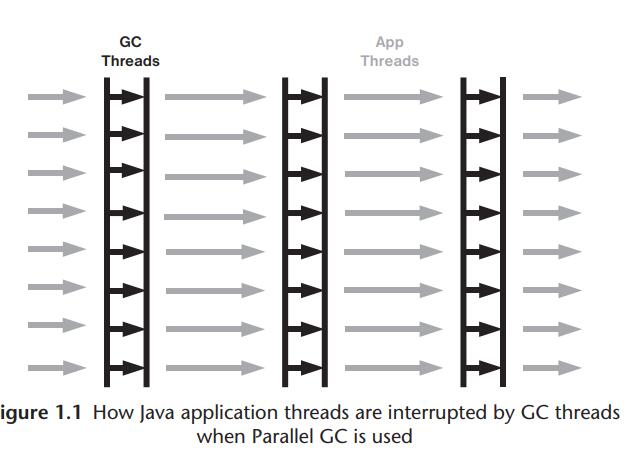 GC
Threads
App
Threads
igure 1.1 How Java application threads are interrupted by GC threads
when Parallel GC is used